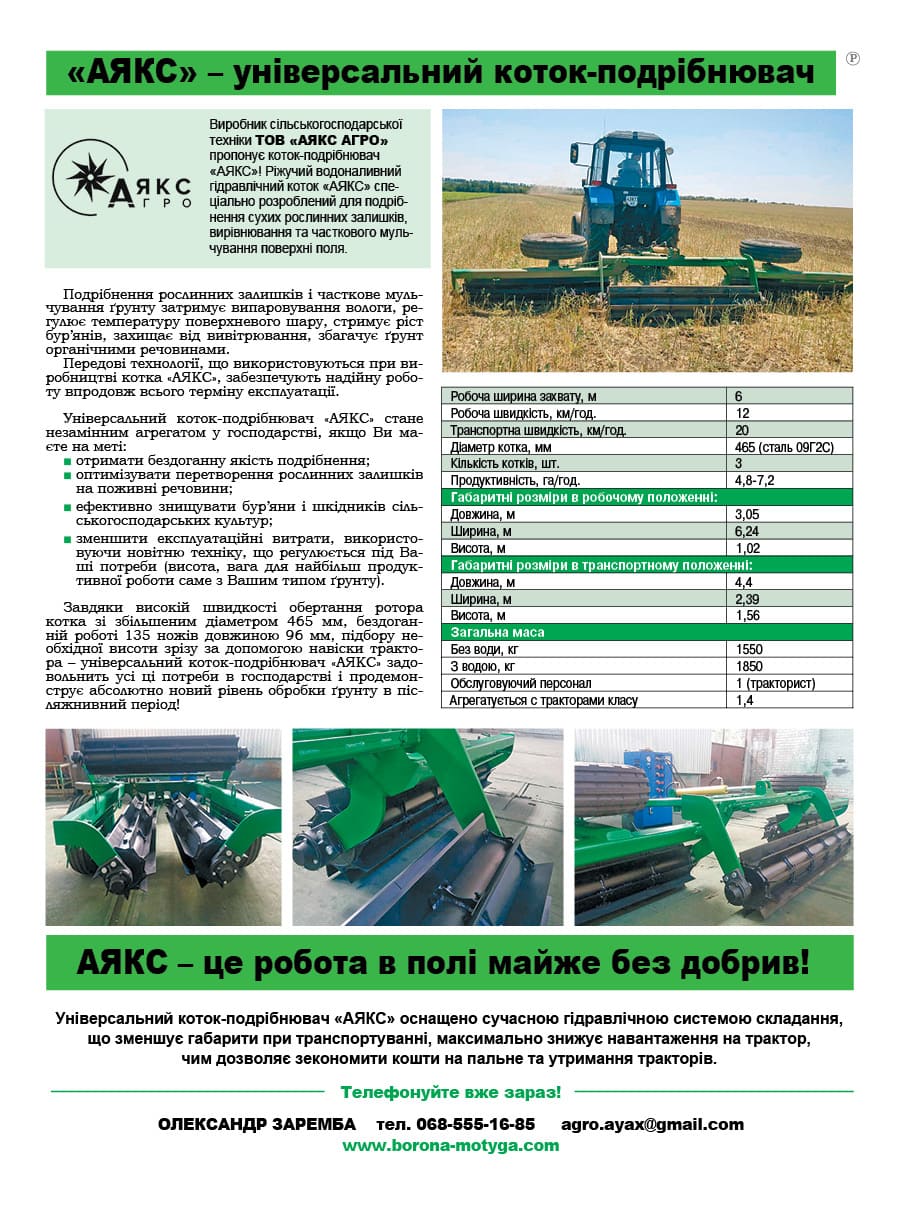 «АЯКС» – універсальний коток-подрібнювач
Р
АЯКС
АГРО
Виробник сільськогосподарської
техніки ТОВ «АЯКС АГРО»
пропонує коток-подрібнювач
«АЯКС»! Ріжучий водоналивний
гідравлічний коток «АЯКС» спе-
ціально розроблений для подріб-
нення сухих рослинних залишків,
вирівнювання та часткового муль-
чування поверхні поля.
Подрібнення рослинних залишків і часткове муль-
чування ґрунту затримує випаровування вологи, ре-
гулює температуру поверхневого шару, стримує ріст
бур’янів, захищає від вивітрювання, збагачує ґрунт
органічними речовинами.
Передові технології, що використовуються при ви-
робництві котка «АЯКС», забезпечують надійну робо-
ту впродовж всього терміну експлуатації.
Універсальний коток-подрібнювач «АЯКС» стане
незамінним агрегатом у господарстві, якщо Ви ма-
єте на меті:
■ отримати бездоганну якість подрібнення;
■ оптимізувати перетворення рослинних залишків
на поживні речовини;
■ ефективно знищувати бур’яни і шкідників сіль-
ськогосподарських культур;
■ зменшити експлуатаційні витрати, використо-
вуючи новітню техніку, що регулюється під Ва-
ші потреби (висота, вага для найбільш продук-
тивної роботи саме з Вашим типом ґрунту).
Завдяки високій швидкості обертання ротора
котка зі збільшеним діаметром 465 мм, бездоган-
ній роботі 135 ножів довжиною 96 мм, підбору не-
обхідної висоти зрізу за допомогою навіски тракто-
ра – універсальний коток-подрібнювач «АЯКС» задо-
вольнить усі ці потреби в господарстві і продемон-
струє абсолютно новий рівень обробки ґрунту в піс-
ляжнивний період!
Робоча ширина захвату, м 6
Робоча швидкість, км/год. 12
Транспортна швидкість, км/год. 20
Діаметр котка, мм 465 (сталь 09Г2С)
Кількість котків, шт. 3
Продуктивність, га/год. 4,8-7,2
Габаритні розміри в робочому положенні:
Довжина, м 3,05
Ширина, м 6,24
Висота, м 1,02
Габаритні розміри в транспортному положенні:
Довжина, м 4,4
Ширина, м 2,39
Висота, м 1,56
Загальна маса
Без води, кг 1550
З водою, кг 1850
Обслуговуючий персонал 1 (тракторист)
Агрегатується с тракторами класу 1,4
АЯКС – це робота в полі майже без добрив!
Універсальний коток-подрібнювач «АЯКС» оснащено сучасною гідравлічною системою складання,
що зменшує габарити при транспортуванні, максимально знижує навантаження на трактор,
чим дозволяє зекономити кошти на пальне та утримання тракторів.
Телефонуйте вже зараз!
ОЛЕКСАНДР ЗАРЕМБА тел. 068-555-16-85 agro.ayax@gmail.com
www.borona-motyga.com